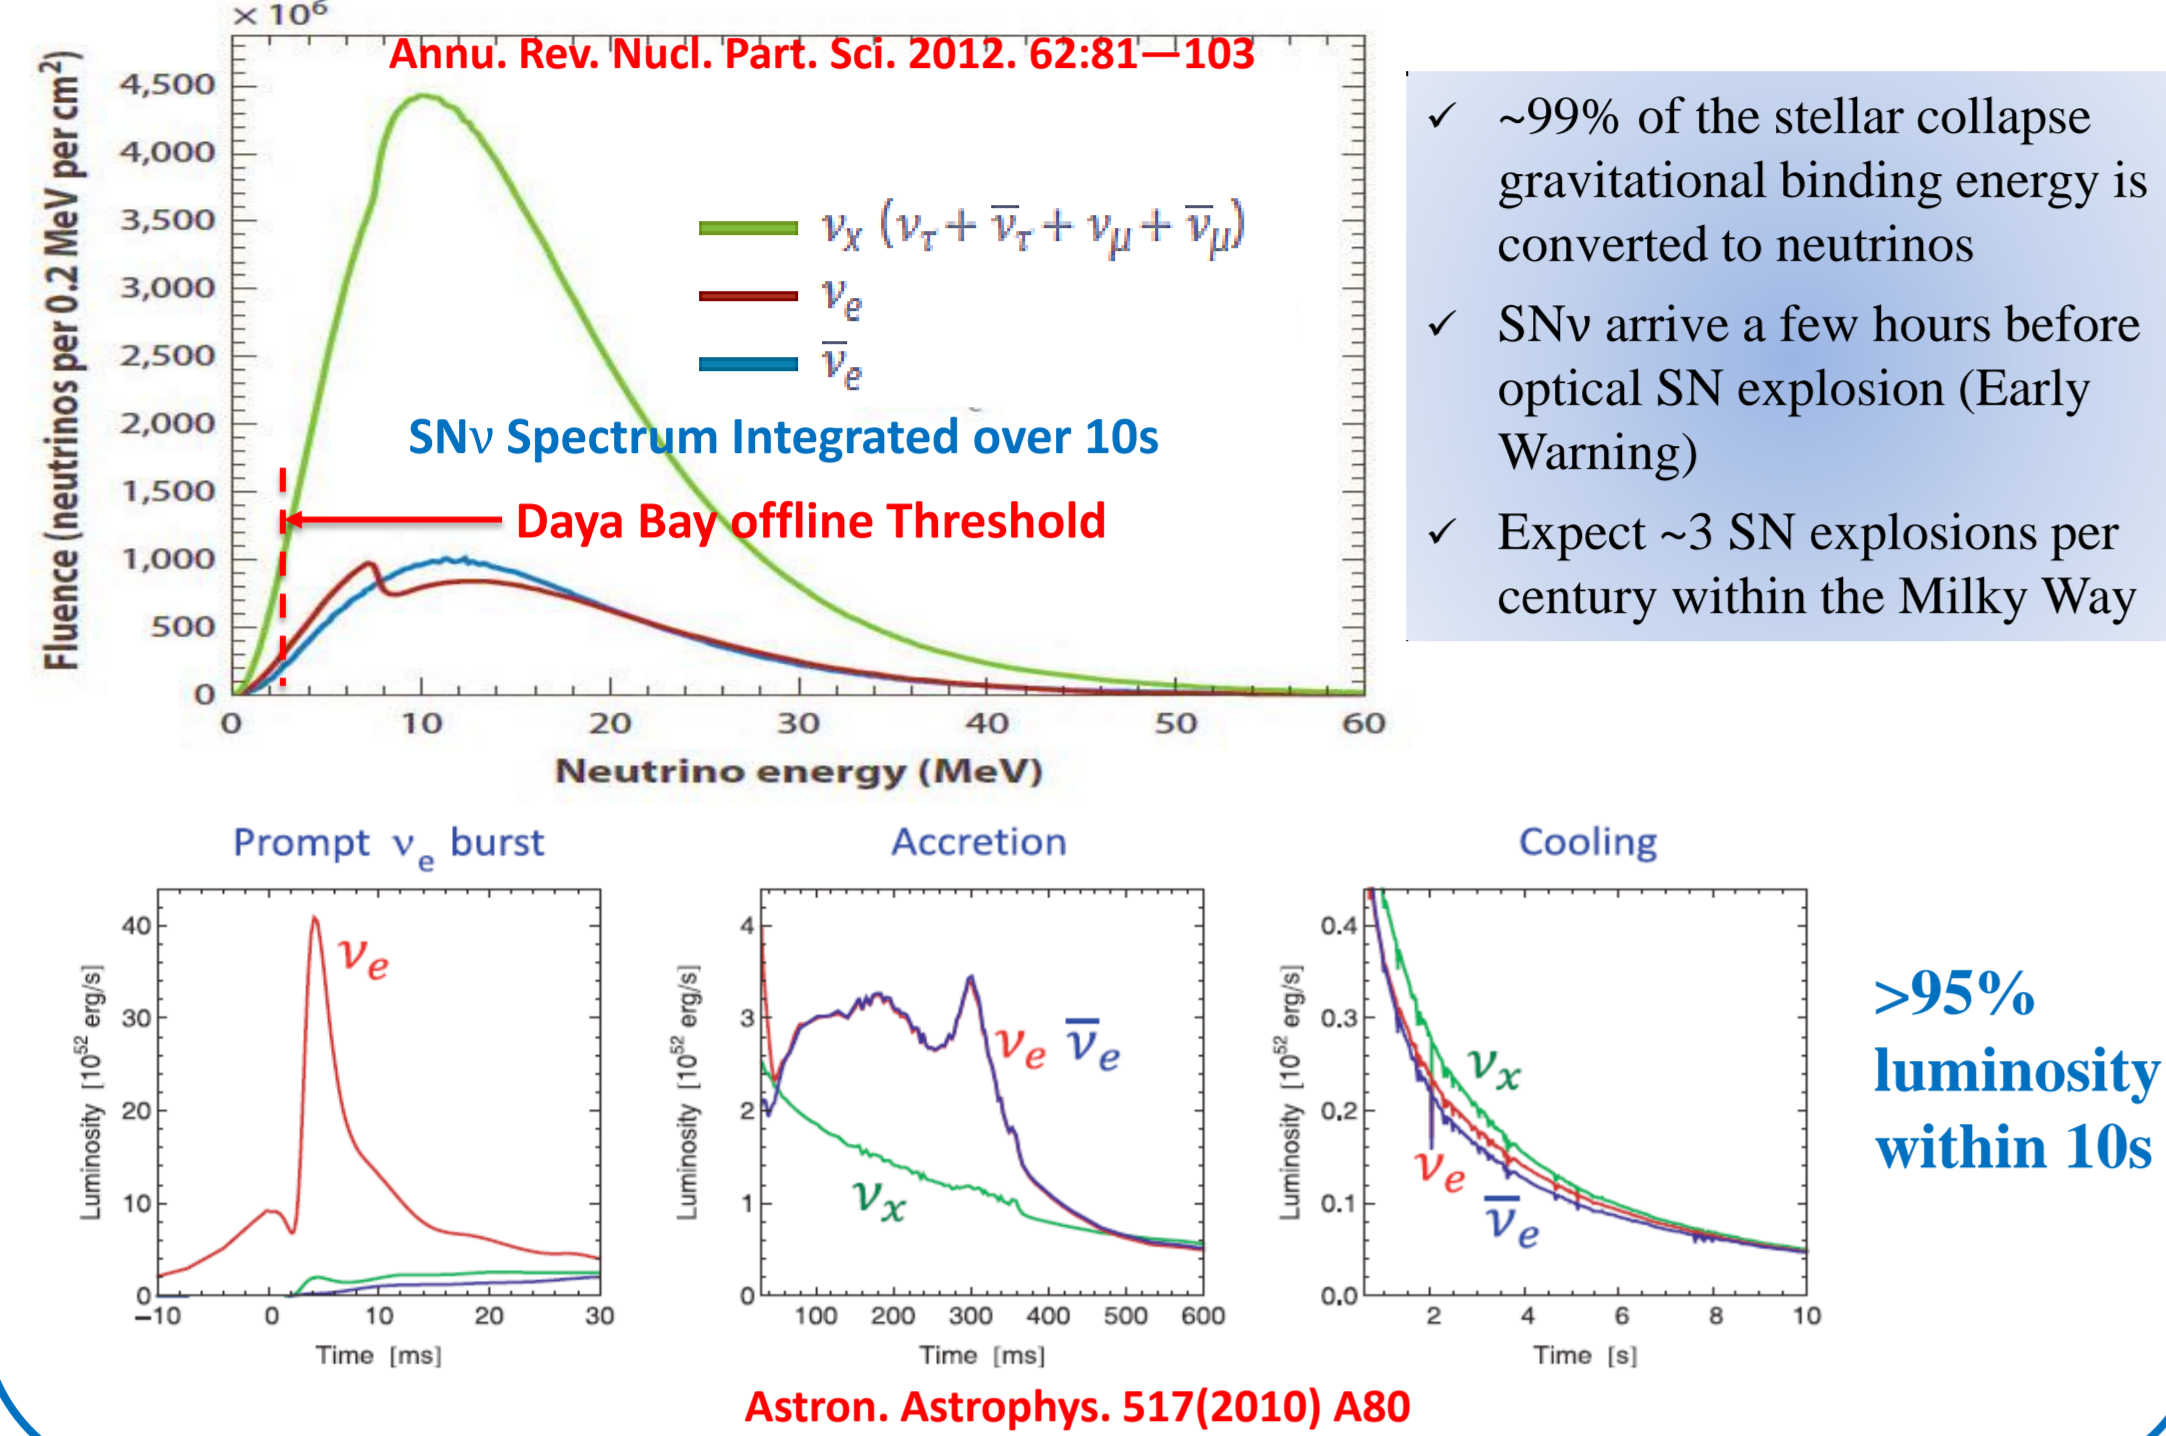 × 10⁶
Annu. Rev. Nucl. Part. Sci. 2012. 62:81—103
Fluence (neutrinos per 0.2 MeV per cm²)
4,500
4,000
3,500
3,000
2,500
2,000
1,500
1,000
500
0
νx (ντ + ν̅τ + νμ + ν̅μ)
νe
ν̅e
SNν Spectrum Integrated over 10s
Daya Bay offline Threshold
0 10 20 30 40 50 60
Neutrino energy (MeV)
✓ ~99% of the stellar collapse
gravitational binding energy is
converted to neutrinos
✓ SNν arrive a few hours before
optical SN explosion (Early
Warning)
✓ Expect ~3 SN explosions per
century within the Milky Way
Prompt νe burst
Luminosity [10⁵² erg/s]
40
30
20
10
0
νe
−10 0 10 20 30
Time [ms]
Accretion
Luminosity [10⁵² erg/s]
4
3
2
1
0
νe ν̅e
νx
100 200 300 400 500 600
Time [ms]
Cooling
Luminosity [10⁵² erg/s]
0.4
0.3
0.2
0.1
0.0
νx
νe
ν̅e
2 4 6 8 10
Time [s]
>95%
luminosity
within 10s
Astron. Astrophys. 517(2010) A80